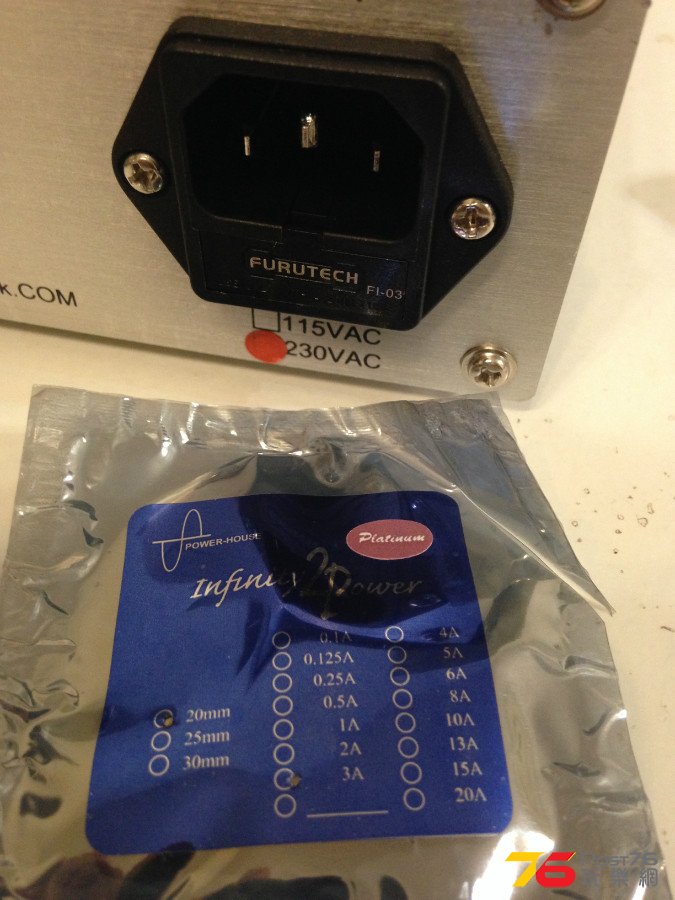 FURUTECH
FI-03
k.COM
115VAC
230VAC
POWER-HOUSE
Platinum
Infinity Power
0.1A
4A
0.125A
5A
0.25A
6A
0.5A
8A
20mm
1A
10A
25mm
2A
13A
30mm
3A
15A
20A
76